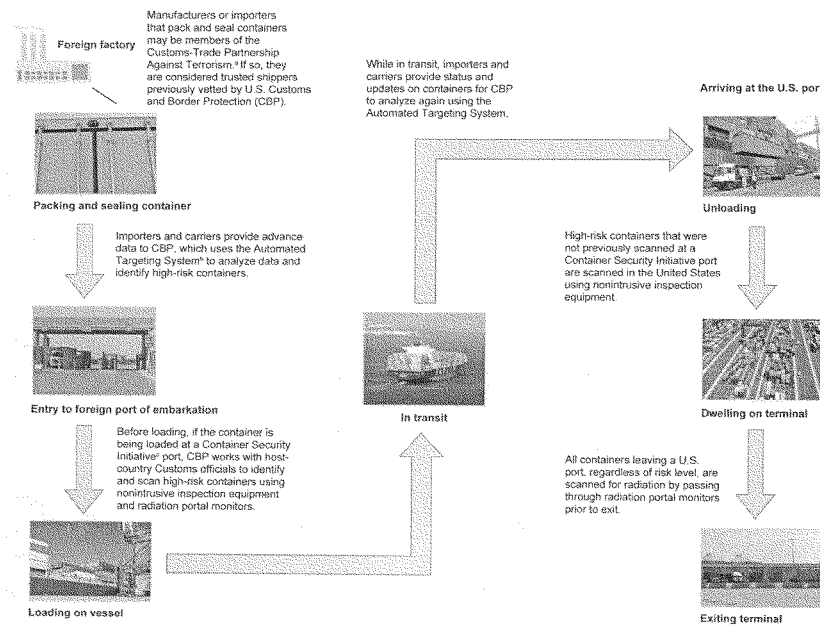 Foreign factory
Manufacturers or importers
that pack and seal containers
may be members of the
Customs-Trade Partnership
Against Terrorism.ª If so, they
are considered trusted shippers
previously vetted by U.S. Customs
and Border Protection (CBP).
Packing and sealing container
Importers and carriers provide advance
data to CBP, which uses the Automated
Targeting Systemᵇ to analyze data and
identify high-risk containers.
Entry to foreign port of embarkation
Before loading, if the container is
being loaded at a Container Security
Initiativeᶜ port, CBP works with host-
country Customs officials to identify
and scan high-risk containers using
nonintrusive inspection equipment
and radiation portal monitors.
Loading on vessel
While in transit, importers and
carriers provide status and
updates on containers for CBP
to analyze again using the
Automated Targeting System.
In transit
Arriving at the U.S. por
Unloading
High-risk containers that were
not previously scanned at a
Container Security Initiative port
are scanned in the United States
using nonintrusive inspection
equipment.
Dwelling on terminal
All containers leaving a U.S.
port, regardless of risk level, are
scanned for radiation by passing
through radiation portal monitors
prior to exit.
Exiting terminal